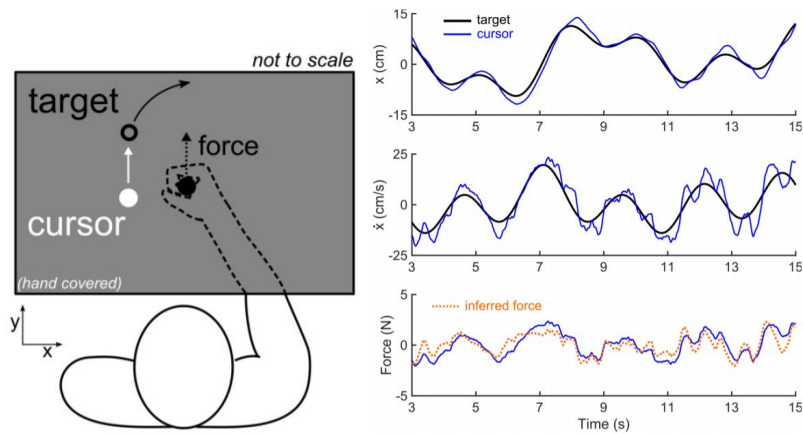 not to scale
target
force
cursor
(hand covered)
y
x
target
cursor
x (cm)
15
0
-15
3 5 7 9 11 13 15
ẋ (cm/s)
25
0
-25
3 5 7 9 11 13 15
inferred force
Force (N)
5
0
-5
3 5 7 9 11 13 15
Time (s)